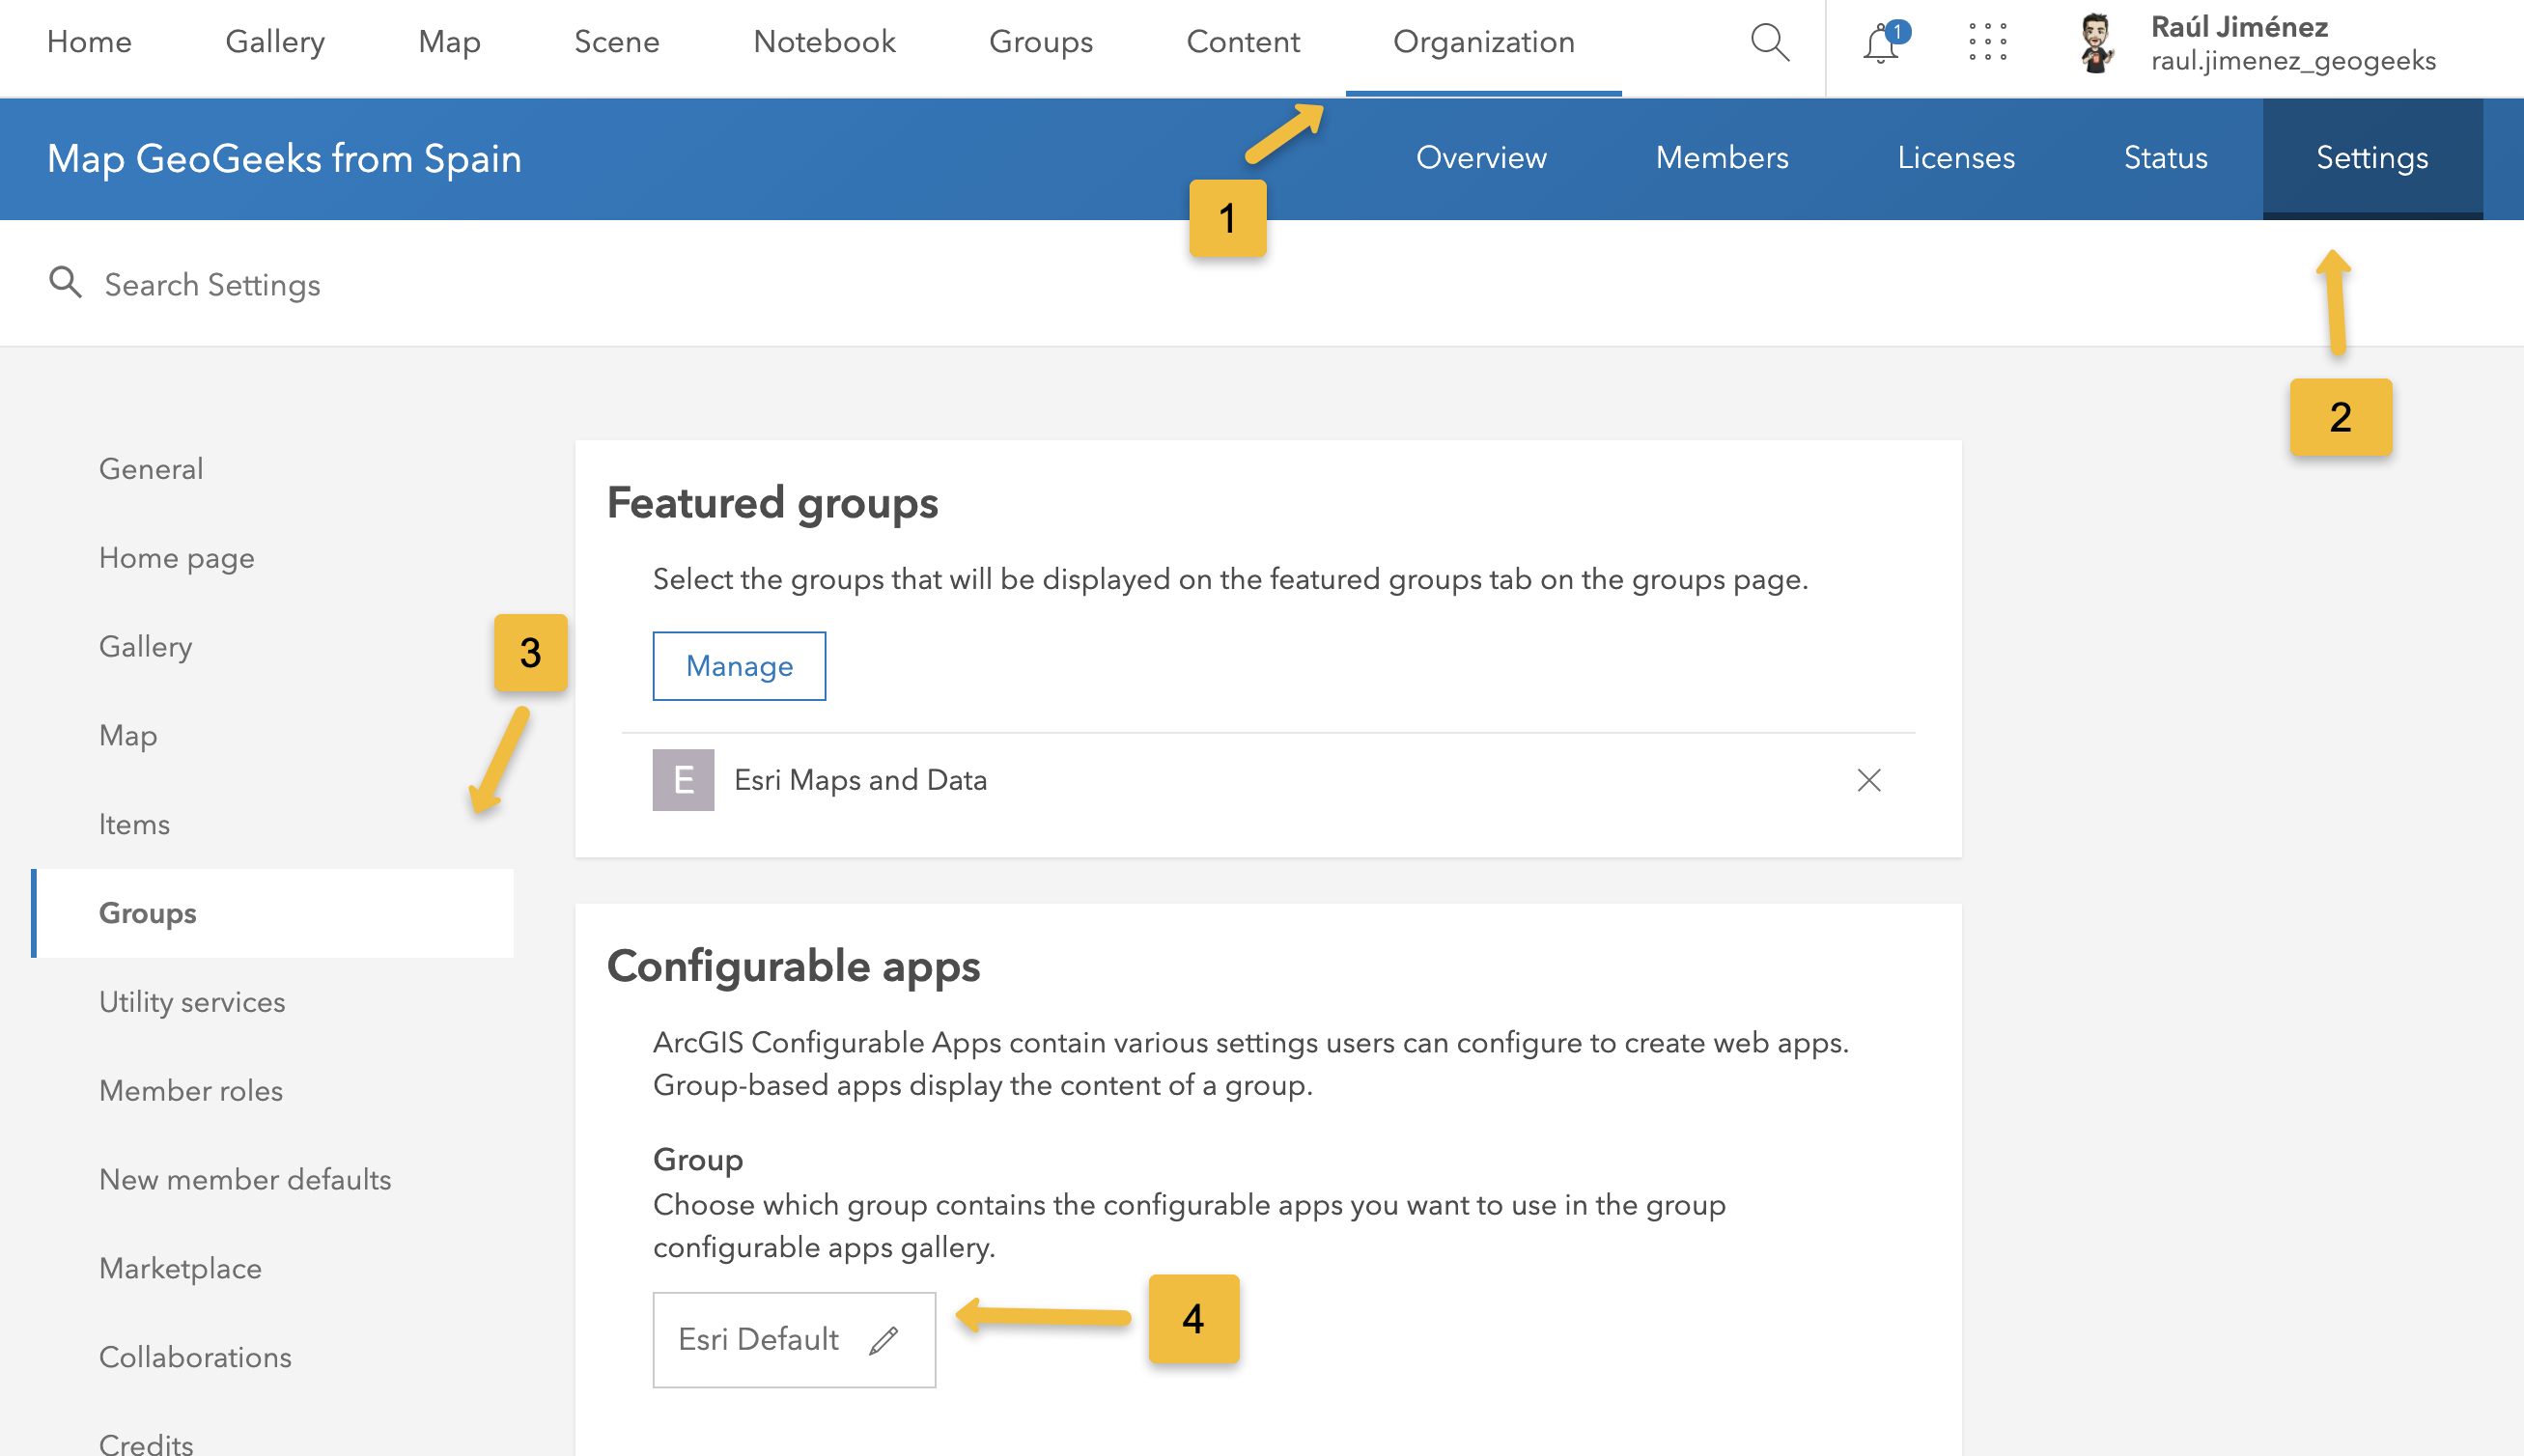 Home Gallery Map Scene Notebook Groups Content Organization 1 Raúl Jiménez
raul.jimenez_geogeeks
Map GeoGeeks from Spain Overview Members Licenses Status Settings
1
Search Settings
2
General
Home page
Gallery
Map
Items
Groups
Utility services
Member roles
New member defaults
Marketplace
Collaborations
Credits
3
Featured groups
Select the groups that will be displayed on the featured groups tab on the groups page.
Manage
E Esri Maps and Data
Configurable apps
ArcGIS Configurable Apps contain various settings users can configure to create web apps.
Group-based apps display the content of a group.
Group
Choose which group contains the configurable apps you want to use in the group
configurable apps gallery.
Esri Default
4